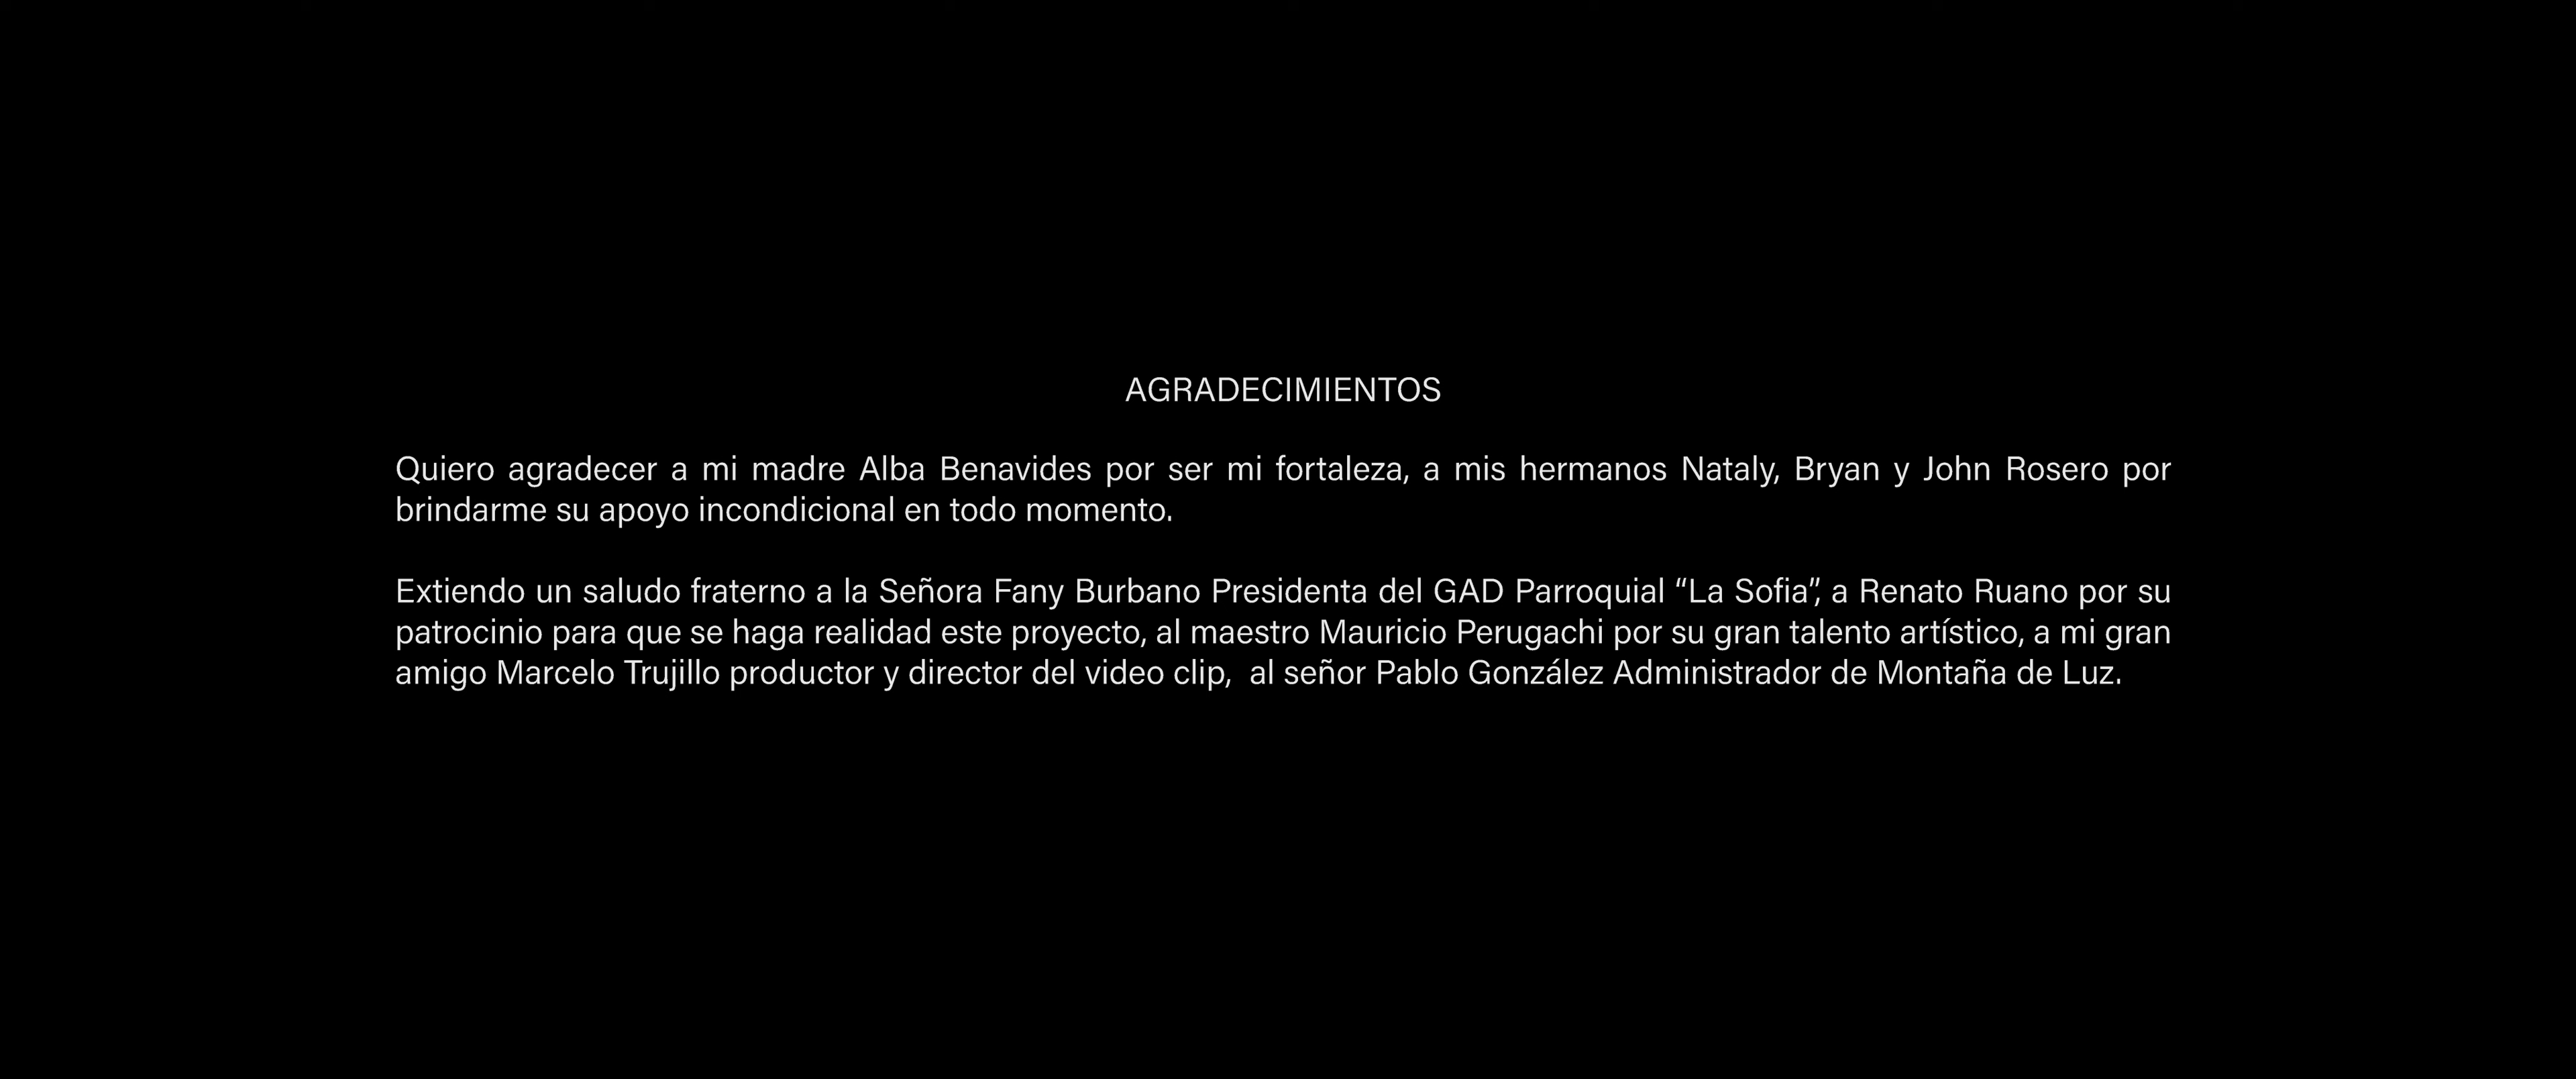 AGRADECIMIENTOS
Quiero agradecer a mi madre Alba Benavides por ser mi fortaleza, a mis hermanos Nataly, Bryan y John Rosero por
brindarme su apoyo incondicional en todo momento.
Extiendo un saludo fraterno a la Señora Fany Burbano Presidenta del GAD Parroquial “La Sofia”, a Renato Ruano por su
patrocinio para que se haga realidad este proyecto, al maestro Mauricio Perugachi por su gran talento artístico, a mi gran
amigo Marcelo Trujillo productor y director del video clip,  al señor Pablo González Administrador de Montaña de Luz.